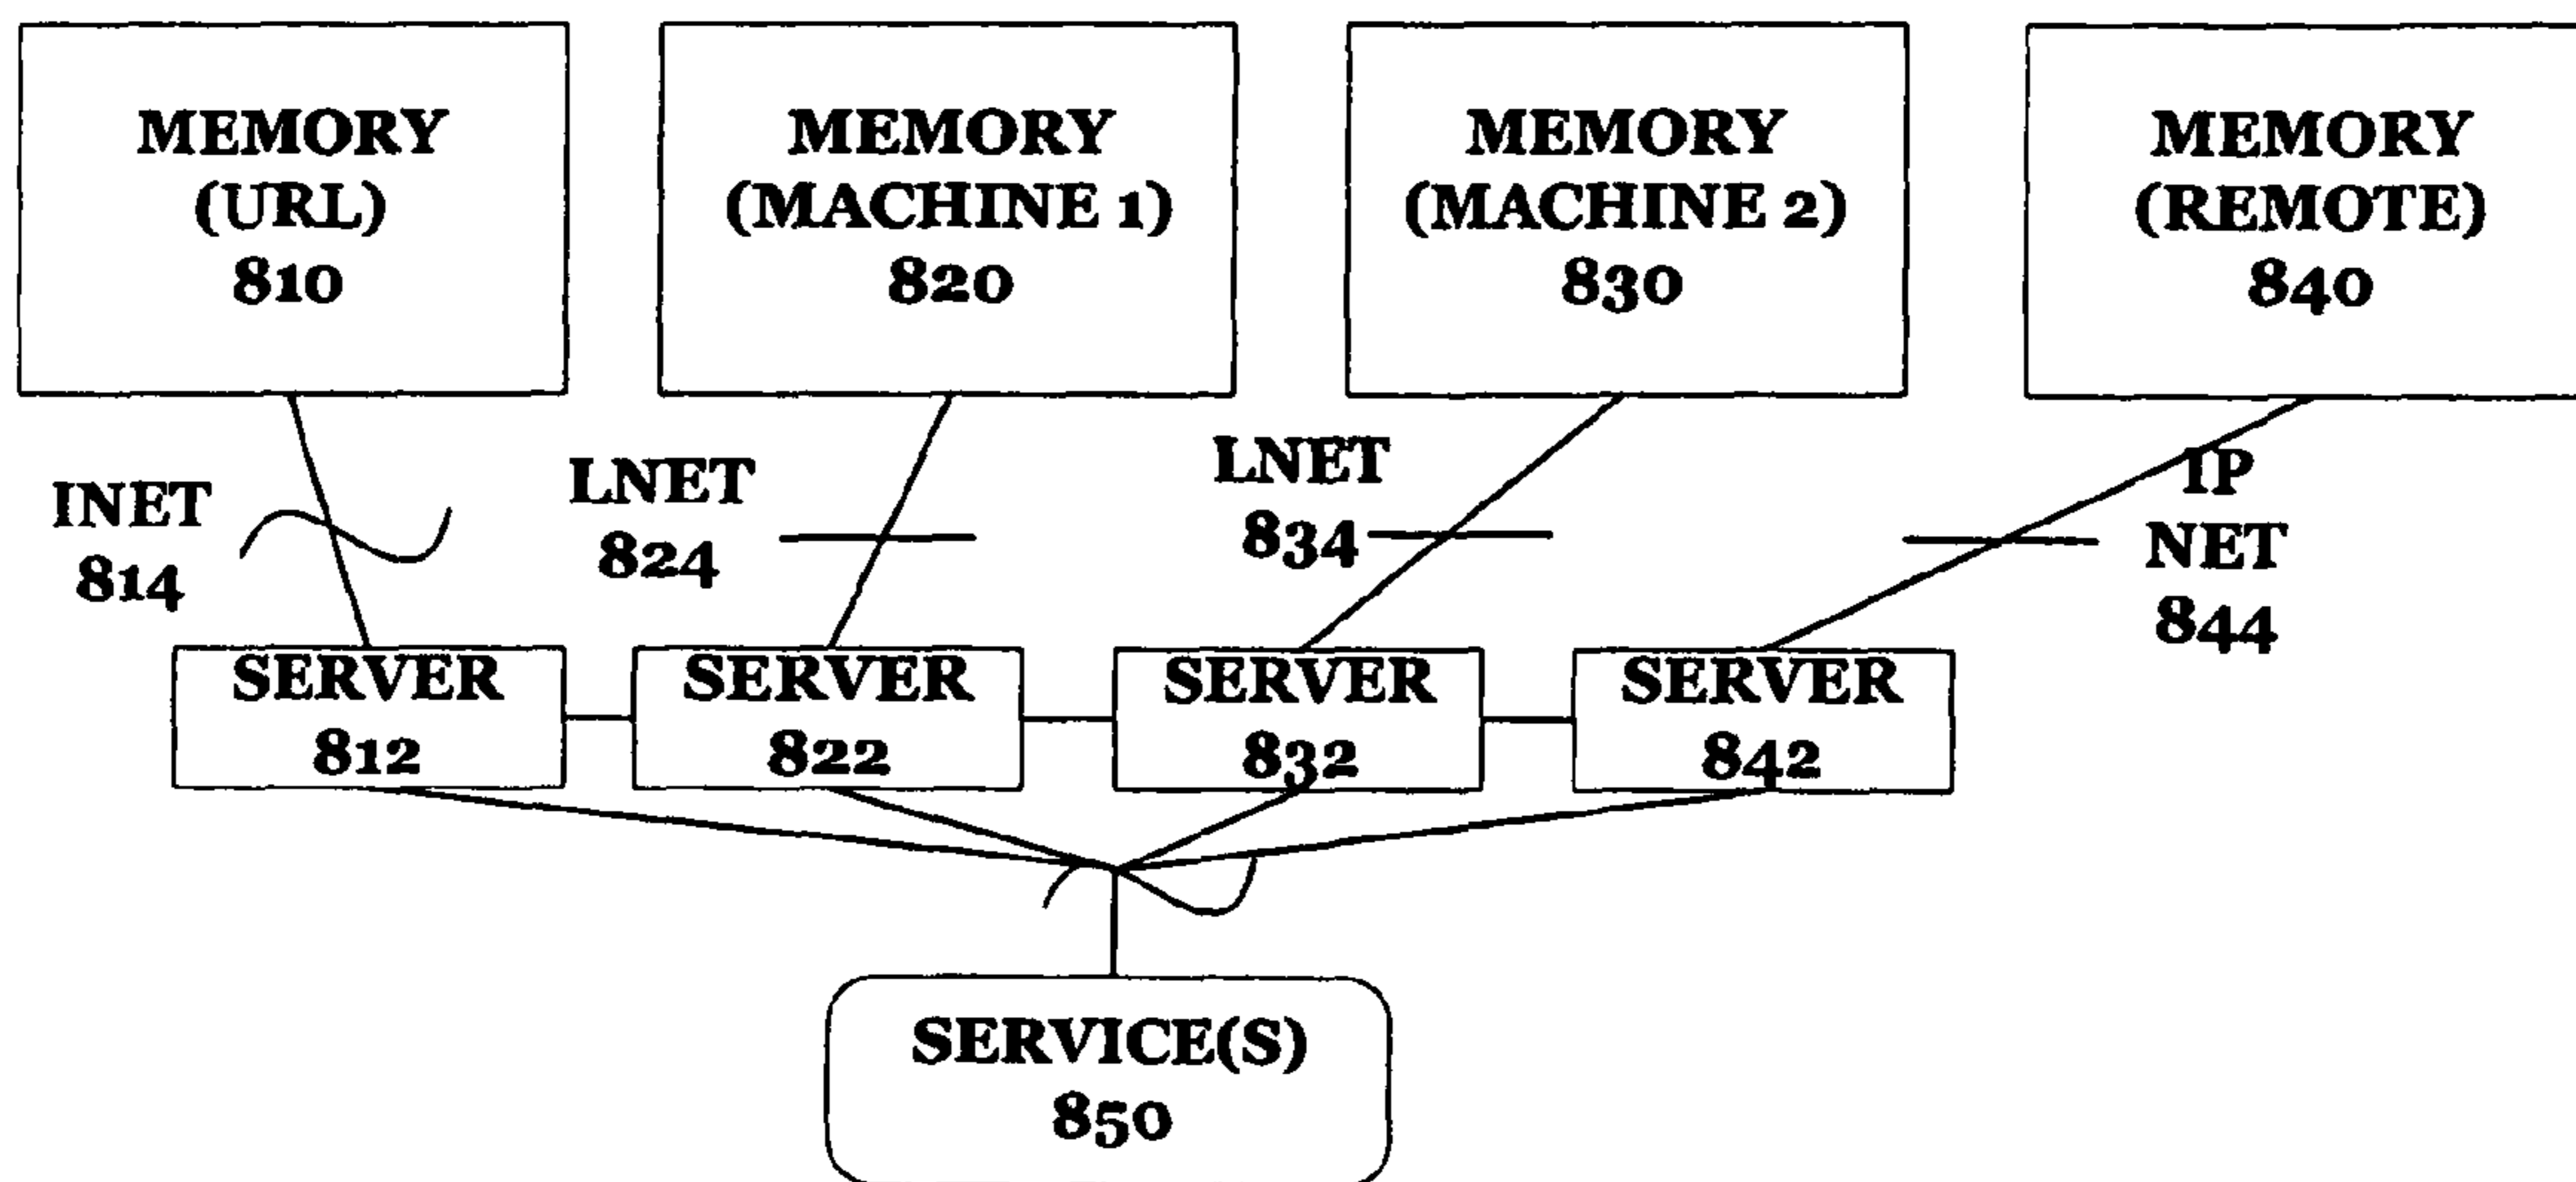 MEMORY
(URL)
810
MEMORY
(MACHINE 1)
820
MEMORY
(MACHINE 2)
830
MEMORY
(REMOTE)
840
INET
814
LNET
824
LNET
834
IP
NET
844
SERVER
812
SERVER
822
SERVER
832
SERVER
842
SERVICE(S)
850